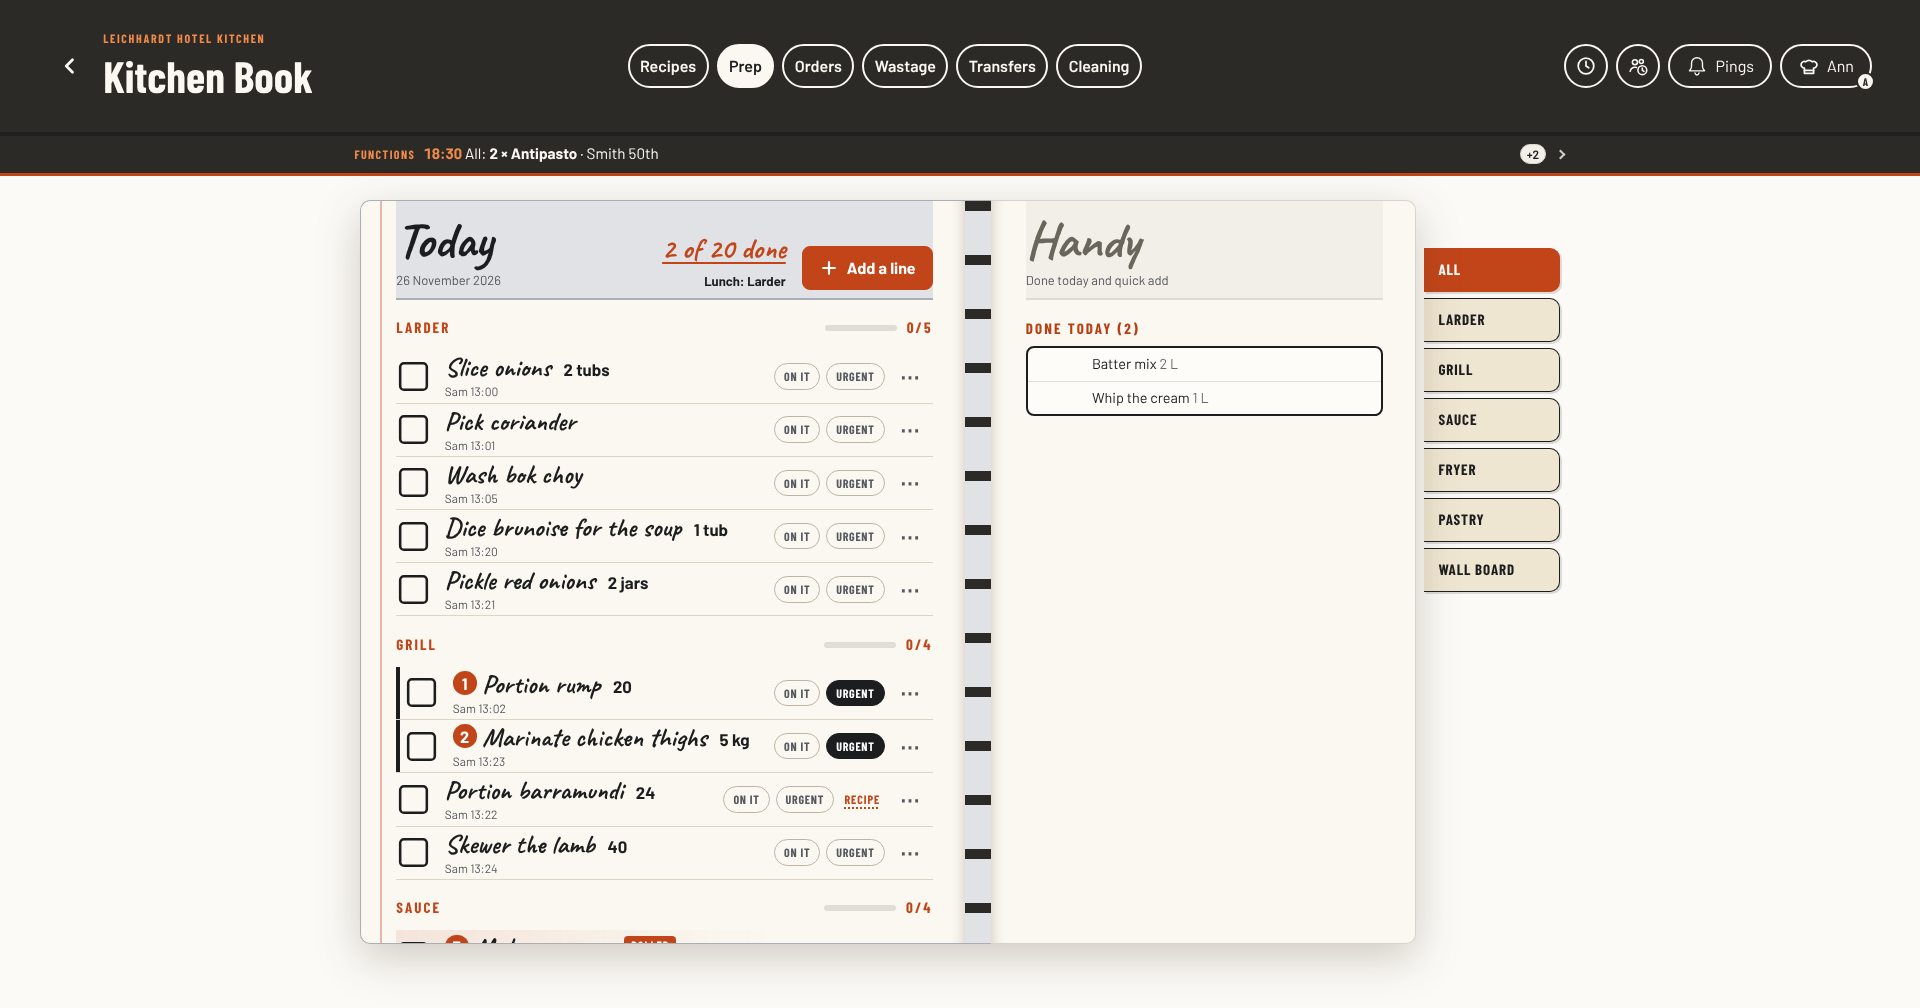 LEICHHARDT HOTEL KITCHEN
Kitchen Book
Recipes Prep Orders Wastage Transfers Cleaning
Pings Ann
A
FUNCTIONS 18:30 All: 2 × Antipasto · Smith 50th +2
Today
26 November 2026
2 of 20 done
Lunch: Larder
+ Add a line
LARDER 0/5
Slice onions 2 tubs ON IT URGENT ...
Sam 13:00
Pick coriander ON IT URGENT ...
Sam 13:01
Wash bok choy ON IT URGENT ...
Sam 13:05
Dice brunoise for the soup 1 tub ON IT URGENT ...
Sam 13:20
Pickle red onions 2 jars ON IT URGENT ...
Sam 13:21
GRILL 0/4
1 Portion rump 20 ON IT URGENT ...
Sam 13:02
2 Marinate chicken thighs 5 kg ON IT URGENT ...
Sam 13:23
Portion barramundi 24 ON IT URGENT RECIPE ...
Sam 13:22
Skewer the lamb 40 ON IT URGENT ...
Sam 13:24
SAUCE 0/4
Handy
Done today and quick add
DONE TODAY (2)
Batter mix 2 L
Whip the cream 1 L
ALL
LARDER
GRILL
SAUCE
FRYER
PASTRY
WALL BOARD